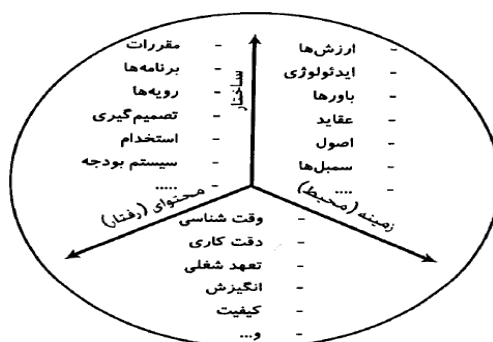 - ارزش‌ها
- ایدئولوژی
- باورها
- عقاید
- اصول
- سمبل‌ها
- ....
- مقررات
- برنامه‌ها
- رویه‌ها
- تصمیم‌گیری
- استخدام
- سیستم بودجه
- .....
ساختار
زمینه (محیط)
محتوای (رفتار)
- وقت شناسی
- دقت کاری
- تعهد شغلی
- انگیزش
- کیفیت
- و...